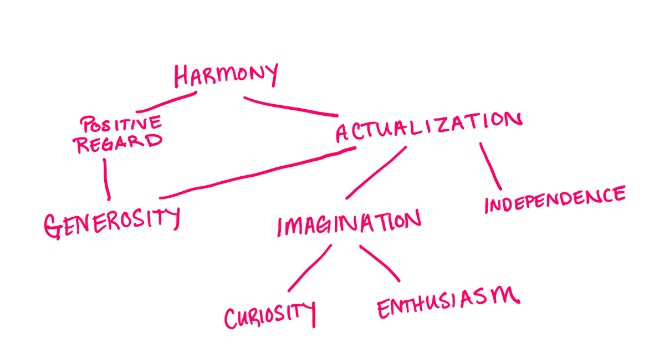 HARMONY
POSITIVE
REGARD
ACTUALIZATION
GENEROSITY
IMAGINATION
INDEPENDENCE
CURIOSITY
ENTHUSIASM